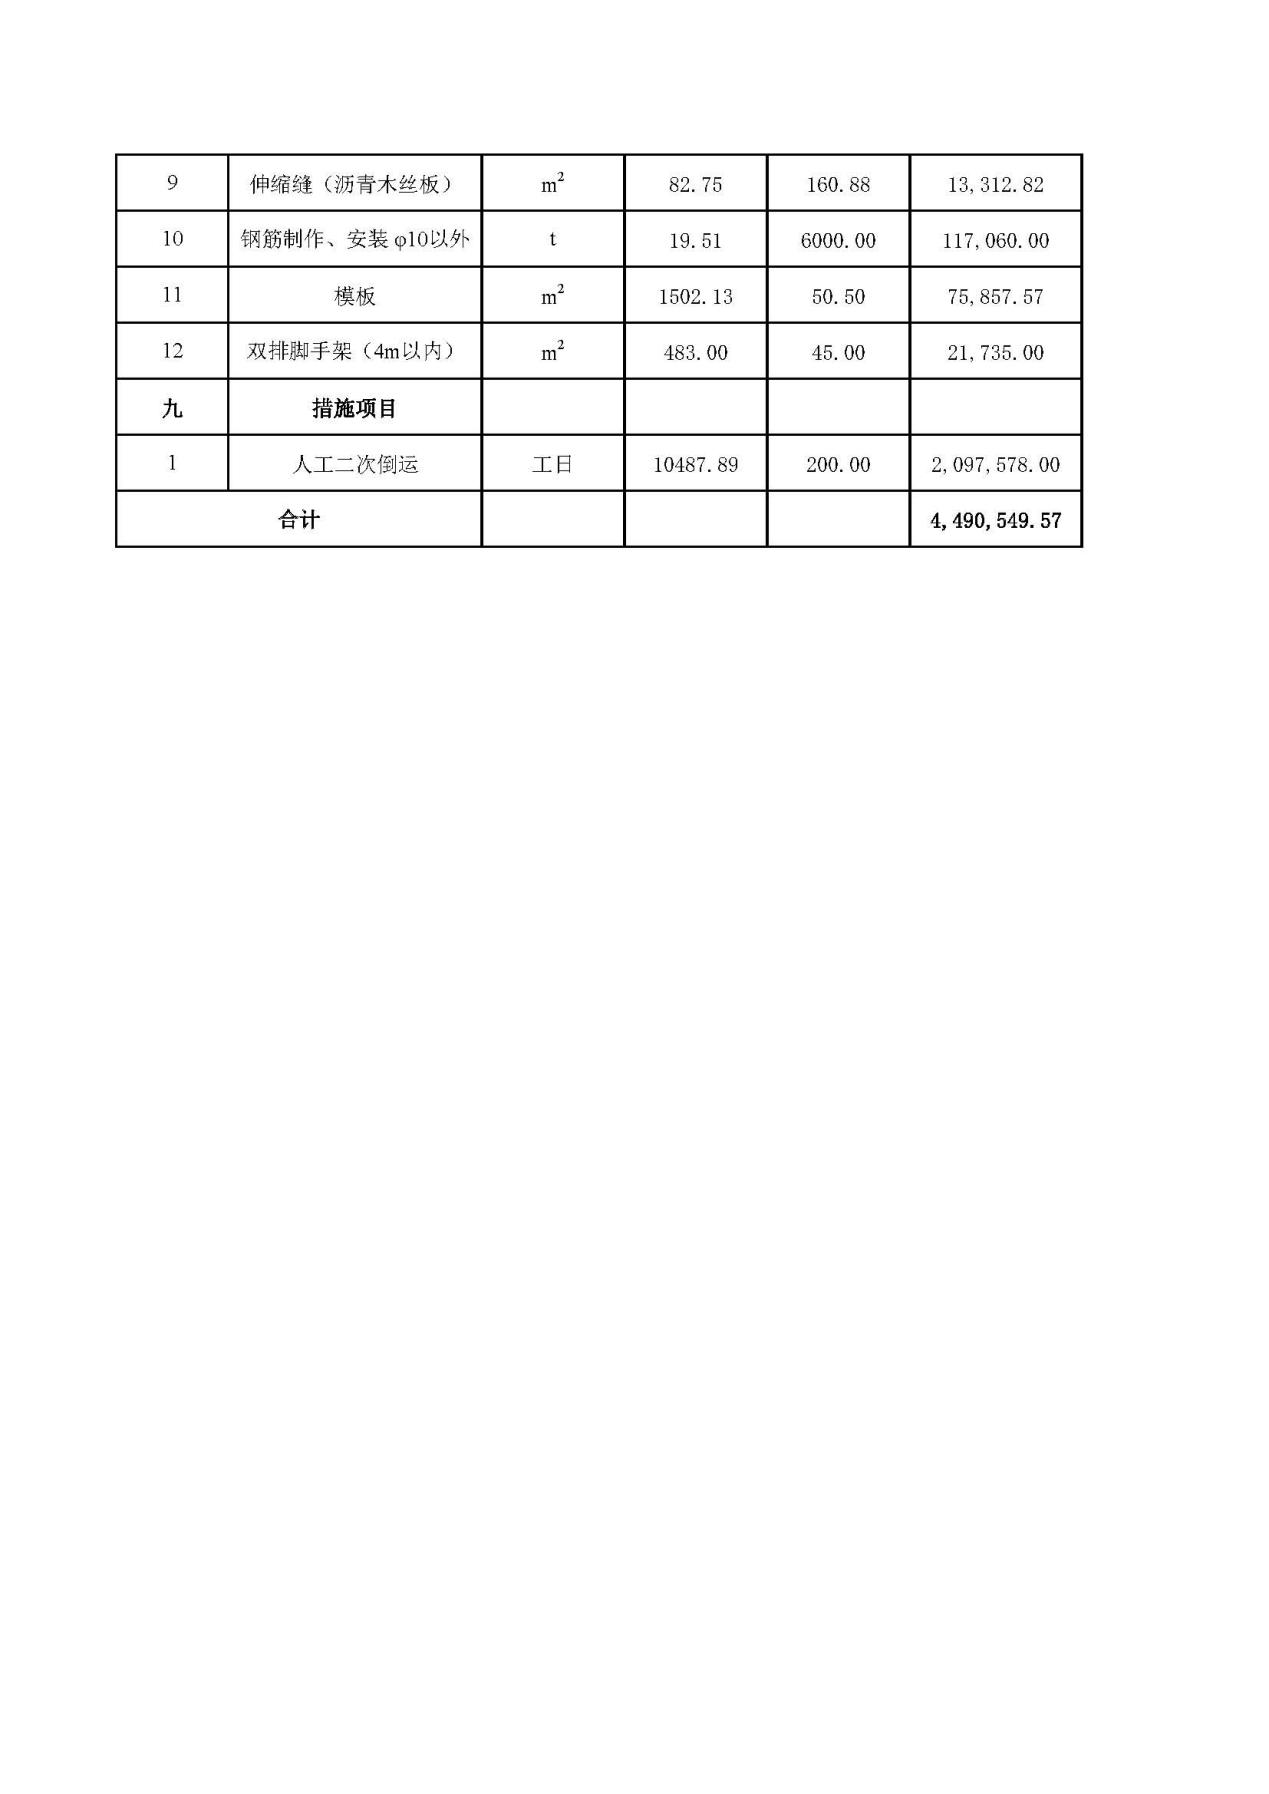 9 伸缩缝（沥青木丝板） m² 82.75 160.88 13,312.82
10 钢筋制作、安装 φ10以外 t 19.51 6000.00 117,060.00
11 模板 m² 1502.13 50.50 75,857.57
12 双排脚手架（4m以内） m² 483.00 45.00 21,735.00
九 措施项目
1 人工二次倒运 工日 10487.89 200.00 2,097,578.00
合计 4,490,549.57